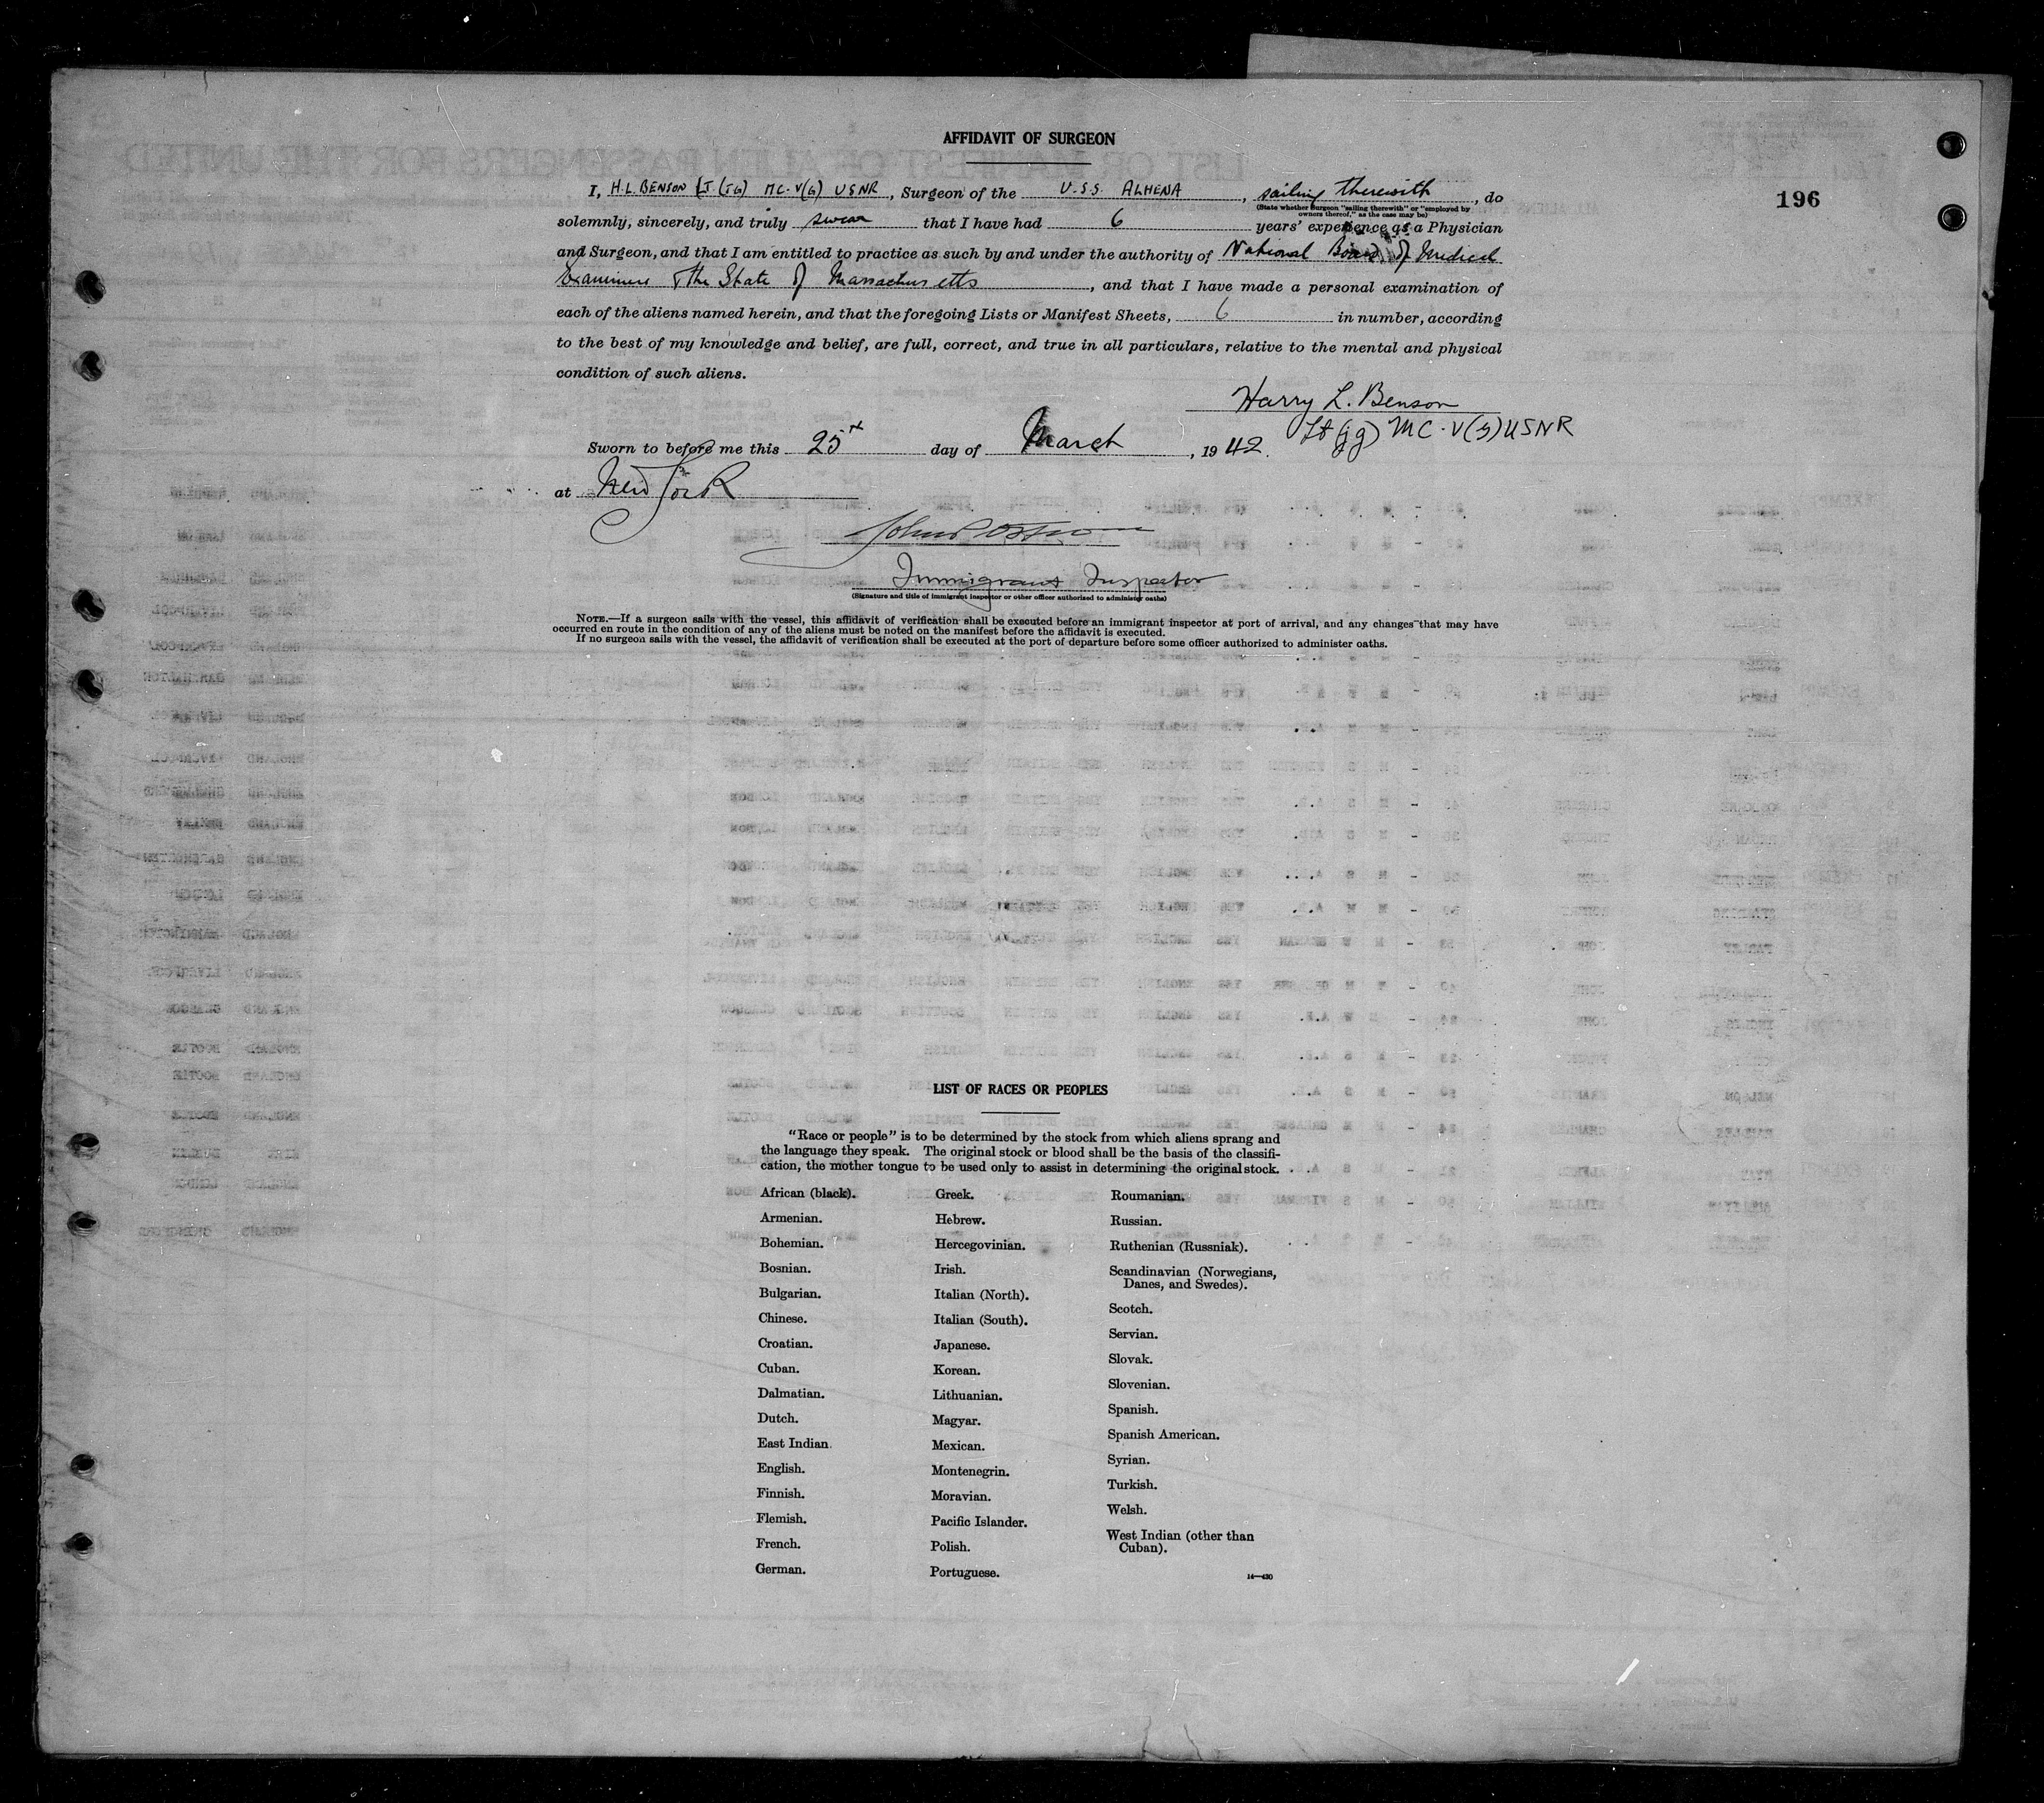 AFFIDAVIT OF SURGEON
196
I, H.L. BENSON LT. (JG) MC-V(G) USNR, Surgeon of the U.S.S. ALHENA, sailing therewith, do
(State whether Surgeon "sailing therewith" or "employed by
owners thereof," as the case may be)
solemnly, sincerely, and truly swear that I have had 6 years' experience as a Physician
and Surgeon, and that I am entitled to practice as such by and under the authority of National Board of Medical
Examiners & the State of Massachusetts, and that I have made a personal examination of
each of the aliens named herein, and that the foregoing Lists or Manifest Sheets, 6 in number, according
to the best of my knowledge and belief, are full, correct, and true in all particulars, relative to the mental and physical
condition of such aliens.
Harry L. Benson
Lt (jg) MC-V(S) USNR
Sworn to before me this 25 day of March, 1942.
at New York
John
Immigrant Inspector
(Signature and title of immigrant inspector or other officer authorized to administer oaths)
NOTE.—If a surgeon sails with the vessel, this affidavit of verification shall be executed before an immigrant inspector at port of arrival, and any changes that may have
occurred en route in the condition of any of the aliens must be noted on the manifest before the affidavit is executed.
If no surgeon sails with the vessel, the affidavit of verification shall be executed at the port of departure before some officer authorized to administer oaths.
LIST OF RACES OR PEOPLES
"Race or people" is to be determined by the stock from which aliens sprang and
the language they speak. The original stock or blood shall be the basis of the classifi-
cation, the mother tongue to be used only to assist in determining the original stock.
African (black).
Armenian.
Bohemian.
Bosnian.
Bulgarian.
Chinese.
Croatian.
Cuban.
Dalmatian.
Dutch.
East Indian.
English.
Finnish.
Flemish.
French.
German.
Greek.
Hebrew.
Hercegovinian.
Irish.
Italian (North).
Italian (South).
Japanese.
Korean.
Lithuanian.
Magyar.
Mexican.
Montenegrin.
Moravian.
Pacific Islander.
Polish.
Portuguese.
Roumanian.
Russian.
Ruthenian (Russniak).
Scandinavian (Norwegians,
Danes, and Swedes).
Scotch.
Servian.
Slovak.
Slovenian.
Spanish.
Spanish American.
Syrian.
Turkish.
Welsh.
West Indian (other than
Cuban).
14—430